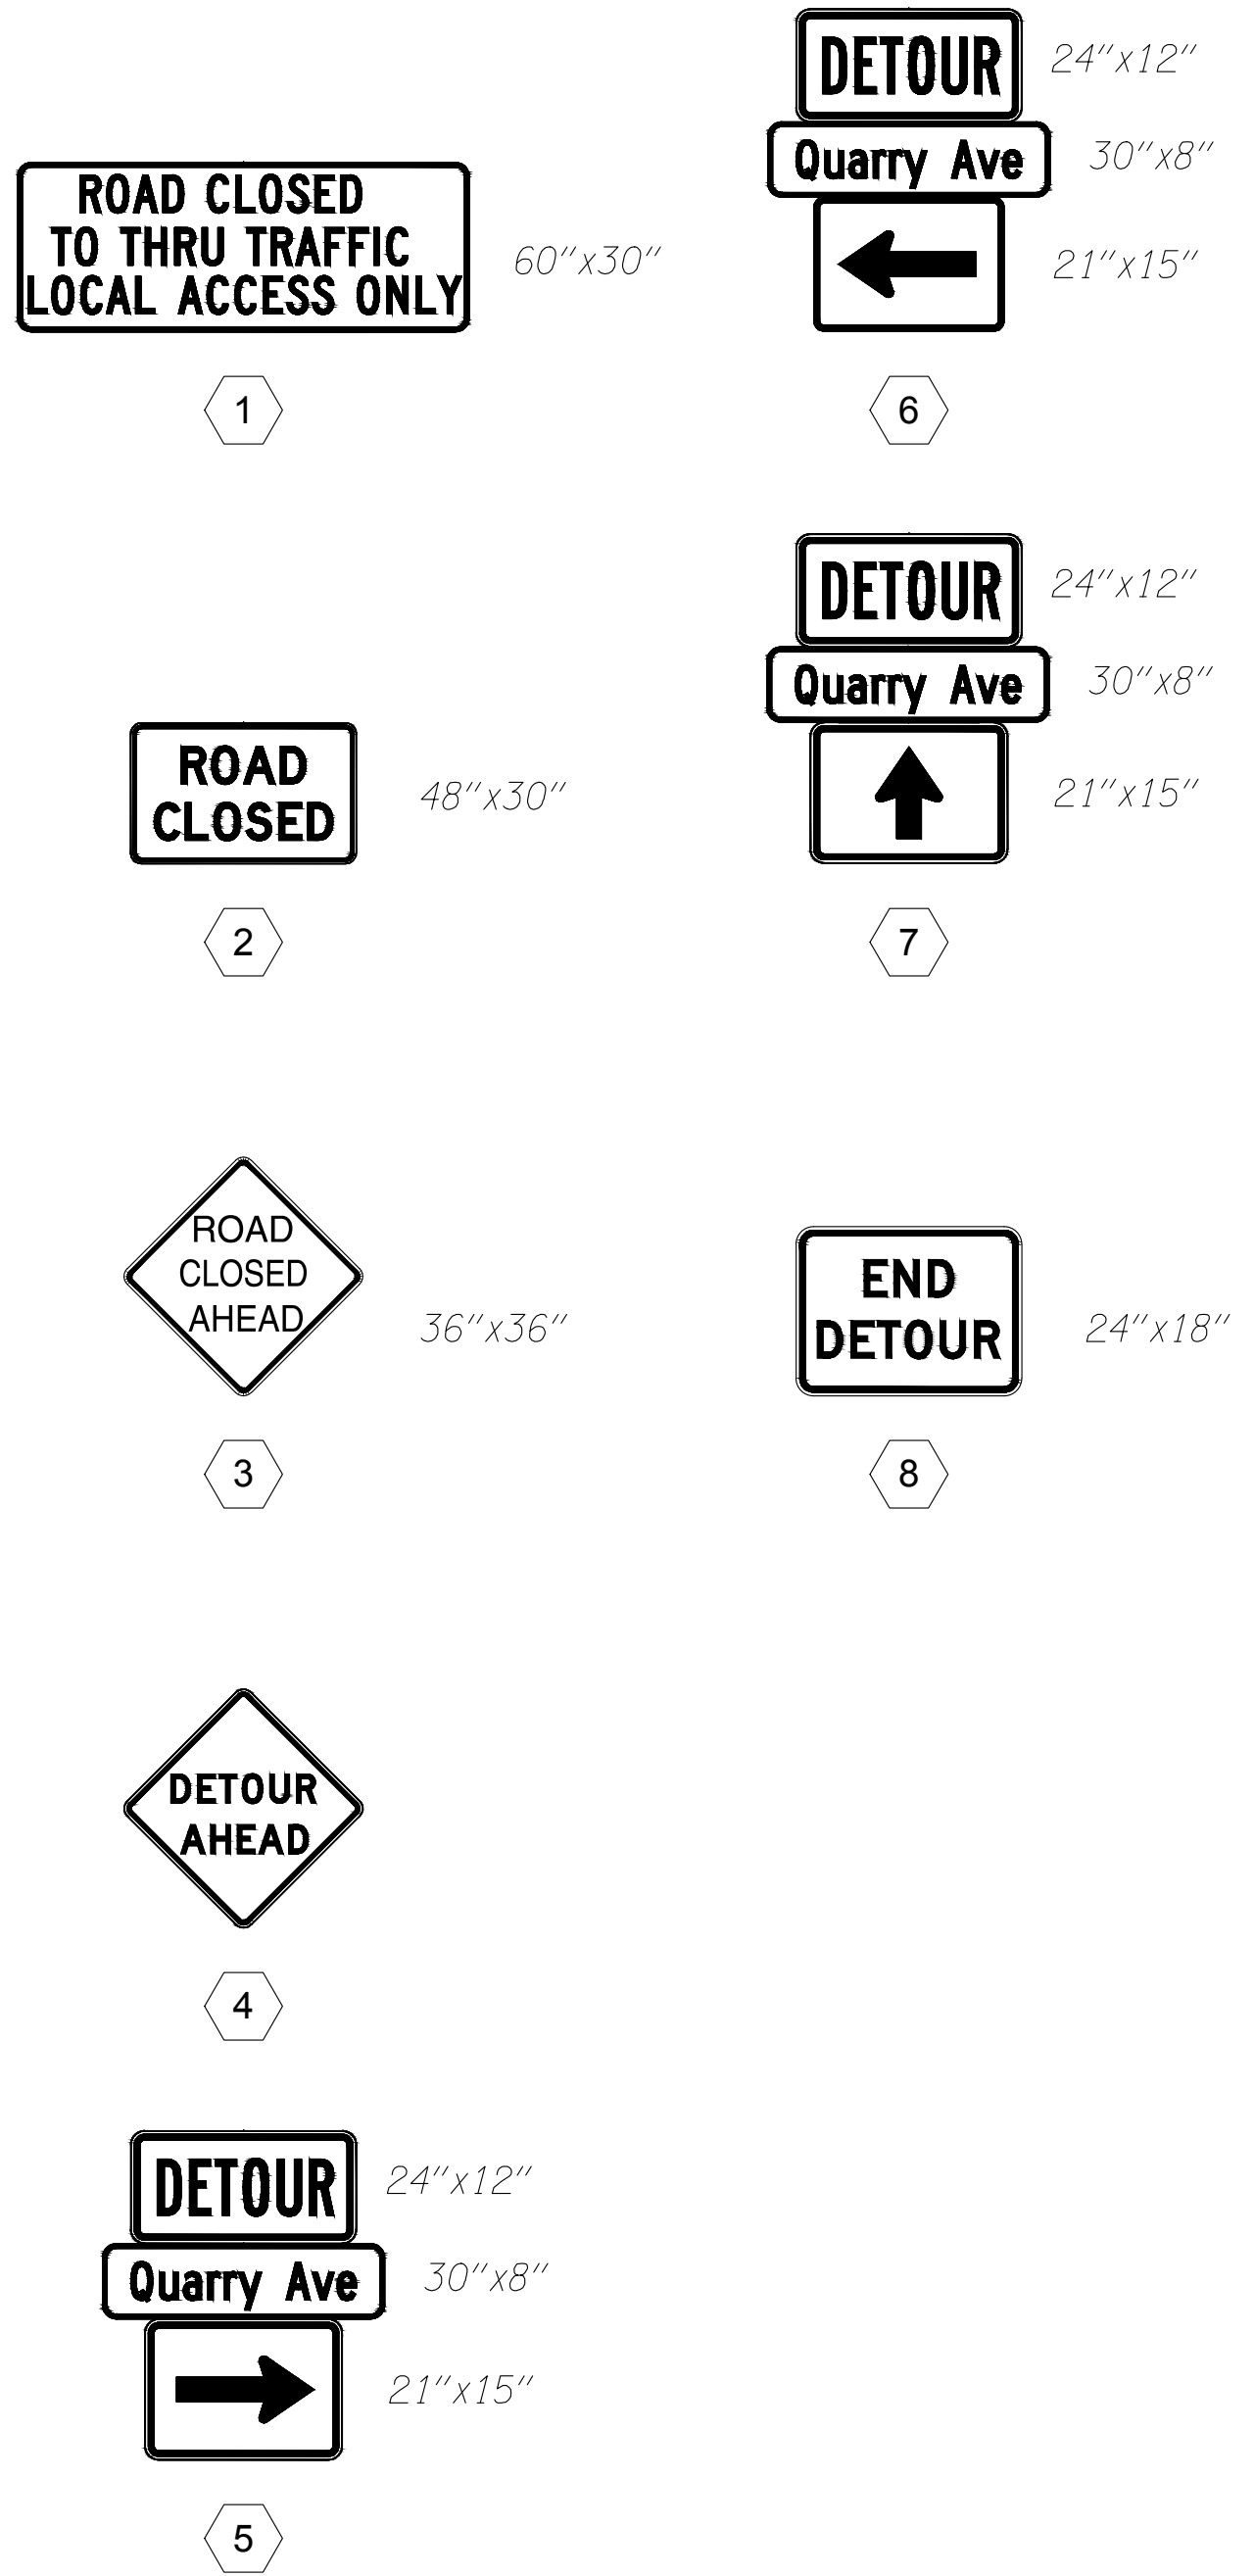 ROAD CLOSED
TO THRU TRAFFIC
LOCAL ACCESS ONLY
60"x30"
1
ROAD
CLOSED
48"x30"
2
ROAD
CLOSED
AHEAD
36"x36"
3
DETOUR
AHEAD
4
DETOUR
24"x12"
Quarry Ave
30"x8"
21"x15"
5
DETOUR
24"x12"
Quarry Ave
30"x8"
21"x15"
6
DETOUR
24"x12"
Quarry Ave
30"x8"
21"x15"
7
END
DETOUR
24"x18"
8